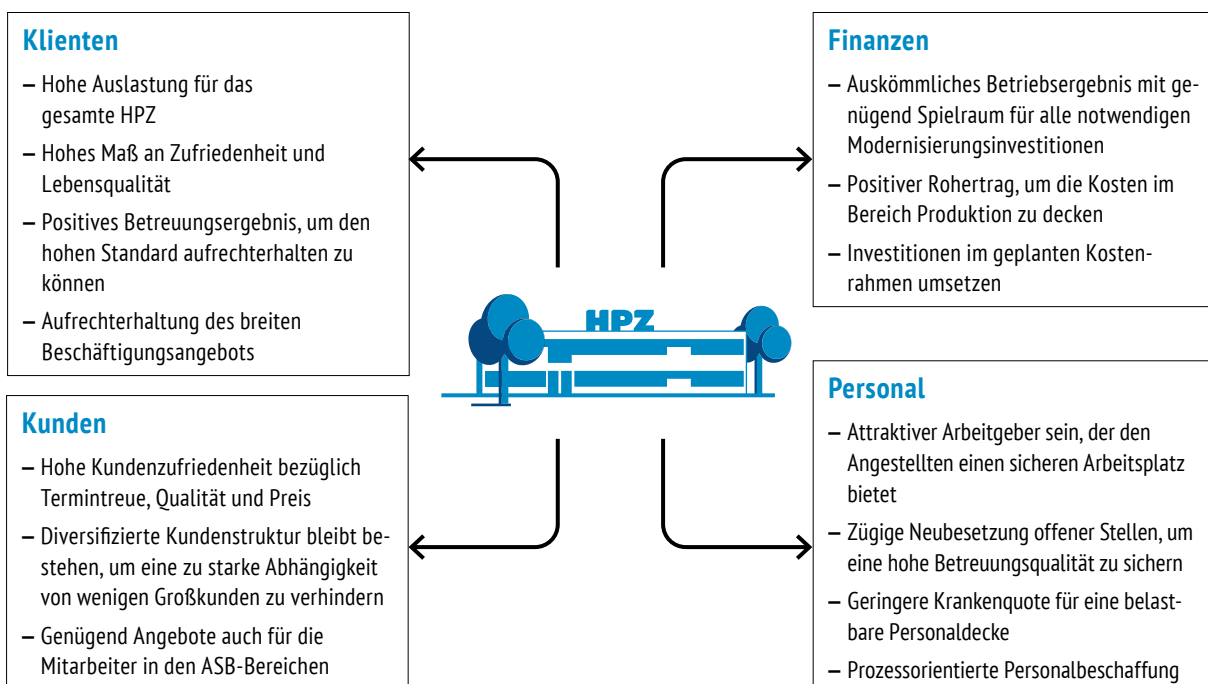 Klienten
– Hohe Auslastung für das
gesamte HPZ
– Hohes Maß an Zufriedenheit und
Lebensqualität
– Positives Betreuungsergebnis, um den
hohen Standard aufrechterhalten zu
können
– Aufrechterhaltung des breiten
Beschäftigungsangebots
Finanzen
– Auskömmliches Betriebsergebnis mit ge-
nügend Spielraum für alle notwendigen
Modernisierungsinvestitionen
– Positiver Rohertrag, um die Kosten im
Bereich Produktion zu decken
– Investitionen im geplanten Kosten-
rahmen umsetzen
HPZ
Kunden
– Hohe Kundenzufriedenheit bezüglich
Termintreue, Qualität und Preis
– Diversifizierte Kundenstruktur bleibt be-
stehen, um eine zu starke Abhängigkeit
von wenigen Großkunden zu verhindern
– Genügend Angebote auch für die
Mitarbeiter in den ASB-Bereichen
Personal
– Attraktiver Arbeitgeber sein, der den
Angestellten einen sicheren Arbeitsplatz
bietet
– Zügige Neubesetzung offener Stellen, um
eine hohe Betreuungsqualität zu sichern
– Geringere Krankenquote für eine belast-
bare Personaldecke
– Prozessorientierte Personalbeschaffung